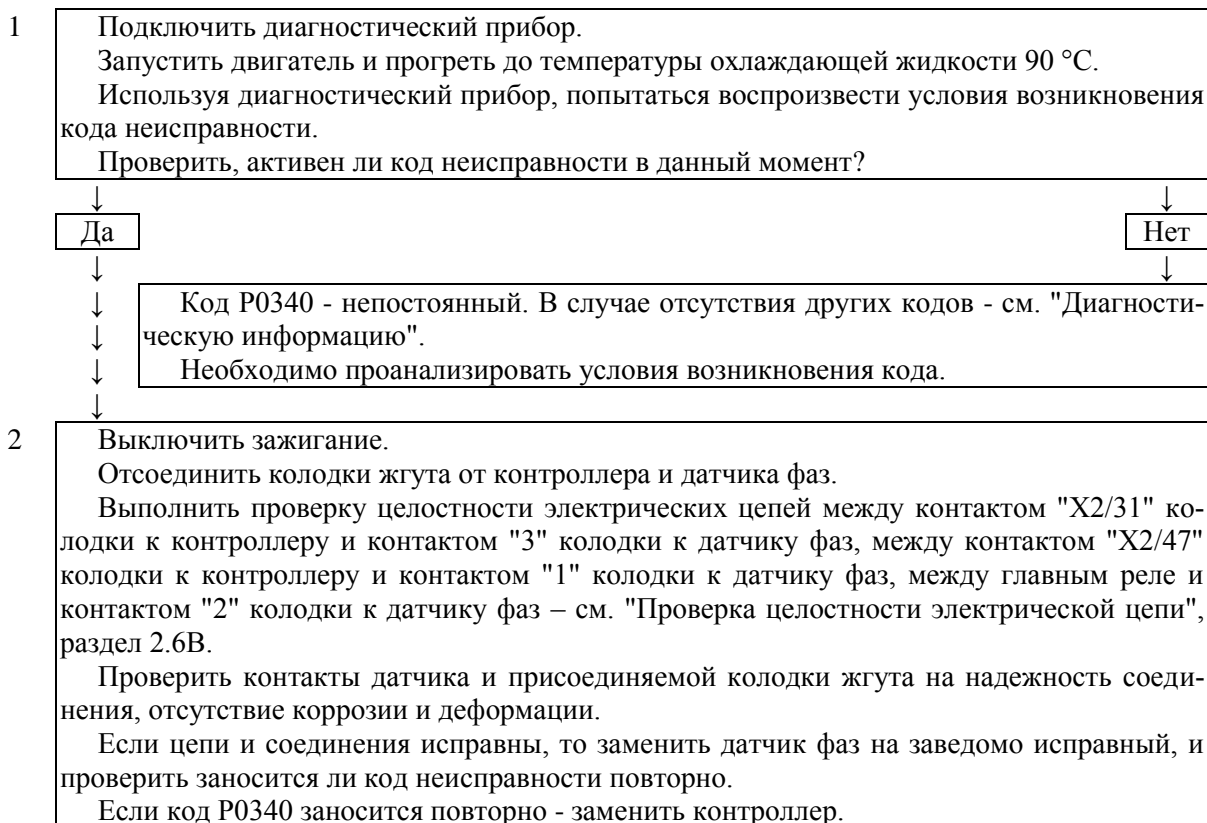 1 Подключить диагностический прибор.
Запустить двигатель и прогреть до температуры охлаждающей жидкости 90 °С.
Используя диагностический прибор, попытаться воспроизвести условия возникновения
кода неисправности.
Проверить, активен ли код неисправности в данный момент?
↓ ↓
Да Нет
↓ ↓
↓ Код Р0340 - непостоянный. В случае отсутствия других кодов - см. "Диагности-
↓ ческую информацию".
↓ Необходимо проанализировать условия возникновения кода.
↓
2 Выключить зажигание.
Отсоединить колодки жгута от контроллера и датчика фаз.
Выполнить проверку целостности электрических цепей между контактом "Х2/31" ко-
лодки к контроллеру и контактом "3" колодки к датчику фаз, между контактом "Х2/47"
колодки к контроллеру и контактом "1" колодки к датчику фаз, между главным реле и
контактом "2" колодки к датчику фаз – см. "Проверка целостности электрической цепи",
раздел 2.6В.
Проверить контакты датчика и присоединяемой колодки жгута на надежность соеди-
нения, отсутствие коррозии и деформации.
Если цепи и соединения исправны, то заменить датчик фаз на заведомо исправный, и
проверить заносится ли код неисправности повторно.
Если код Р0340 заносится повторно - заменить контроллер.